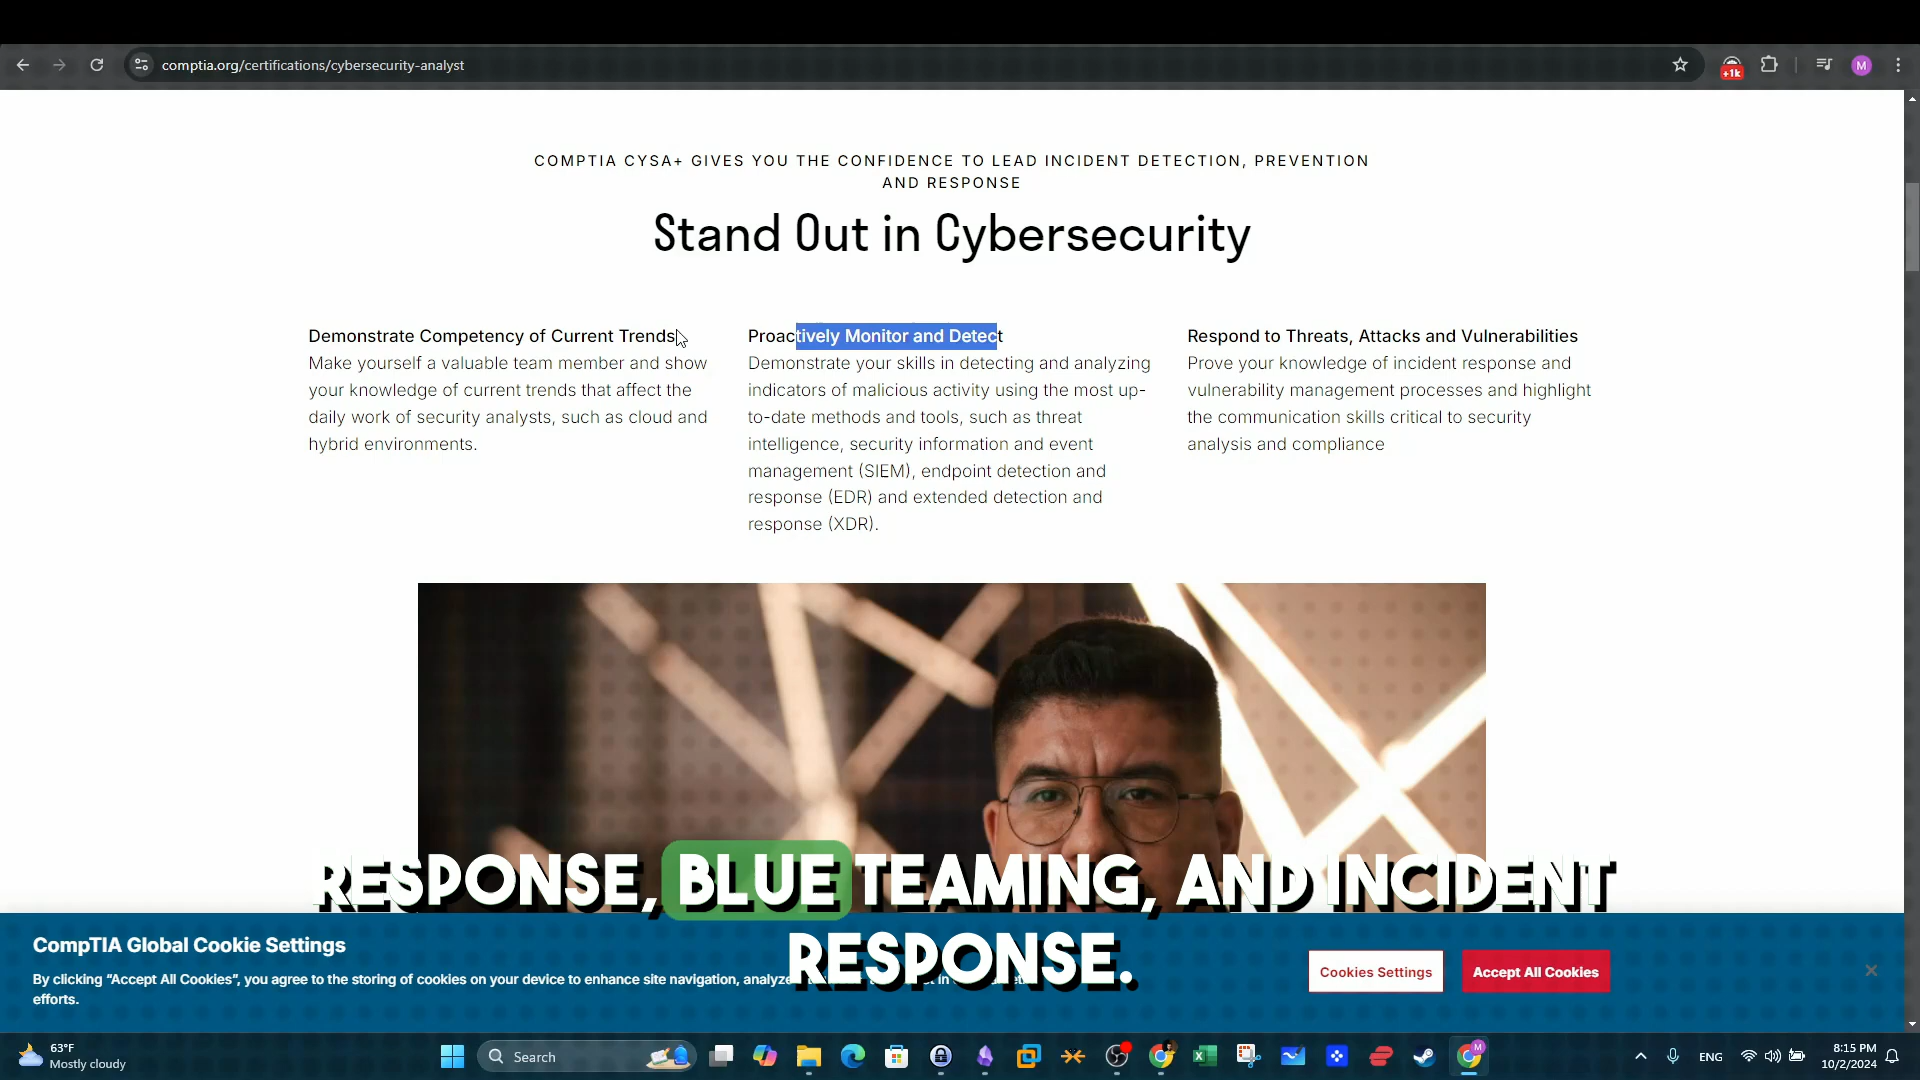 comptia.org/certifications/cybersecurity-analyst
+1k
M
COMPTIA CYSA+ GIVES YOU THE CONFIDENCE TO LEAD INCIDENT DETECTION, PREVENTION
AND RESPONSE
Stand Out in Cybersecurity
Demonstrate Competency of Current Trends
Make yourself a valuable team member and show
your knowledge of current trends that affect the
daily work of security analysts, such as cloud and
hybrid environments.
Proactively Monitor and Detect
Demonstrate your skills in detecting and analyzing
indicators of malicious activity using the most up-
to-date methods and tools, such as threat
intelligence, security information and event
management (SIEM), endpoint detection and
response (EDR) and extended detection and
response (XDR).
Respond to Threats, Attacks and Vulnerabilities
Prove your knowledge of incident response and
vulnerability management processes and highlight
the communication skills critical to security
analysis and compliance
RESPONSE, BLUE TEAMING, AND INCIDENT
RESPONSE.
CompTIA Global Cookie Settings
By clicking “Accept All Cookies”, you agree to the storing of cookies on your device to enhance site navigation, analyze
efforts.
Cookies Settings
Accept All Cookies
63°F
Mostly cloudy
Search
M
ENG
8:15 PM
10/2/2024